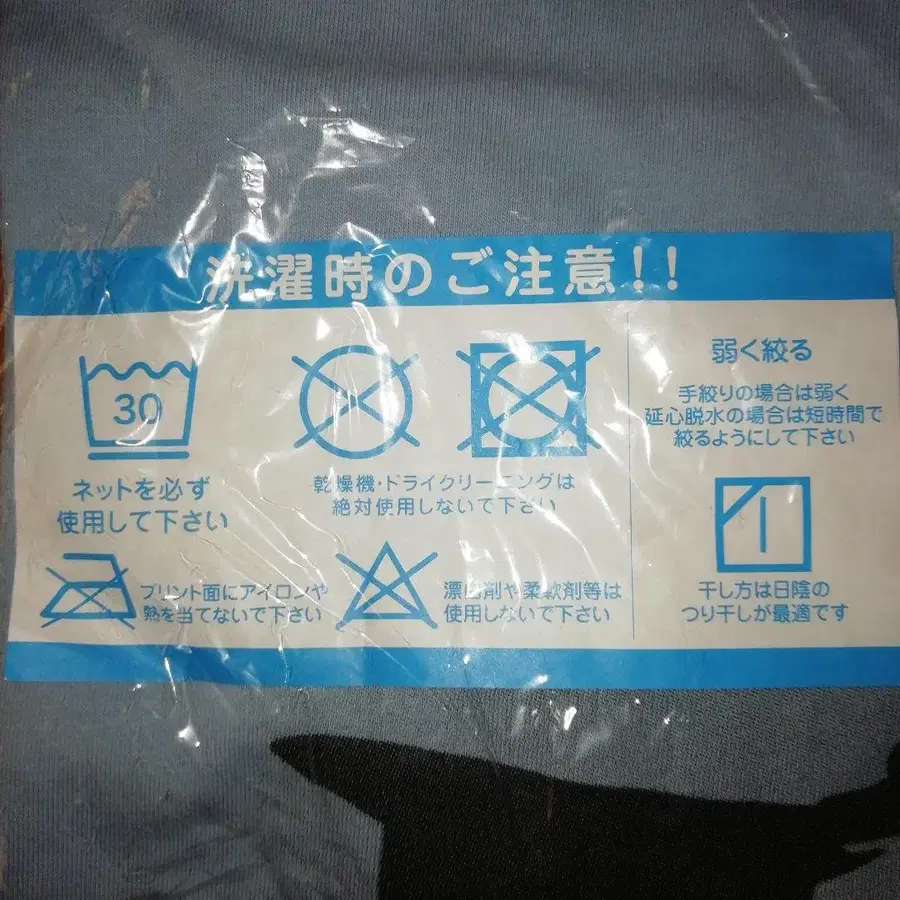 洗濯時のご注意!!
30
ネットを必ず
使用して下さい
乾燥機・ドライクリーニングは
絶対使用しないで下さい
プリント面にアイロンや
熱を当てないで下さい
漂白剤や柔軟剤等は
使用しないで下さい
弱く絞る
手絞りの場合は弱く
延心脱水の場合は短時間で
絞るようにして下さい
干し方は日陰の
つり干しが最適です